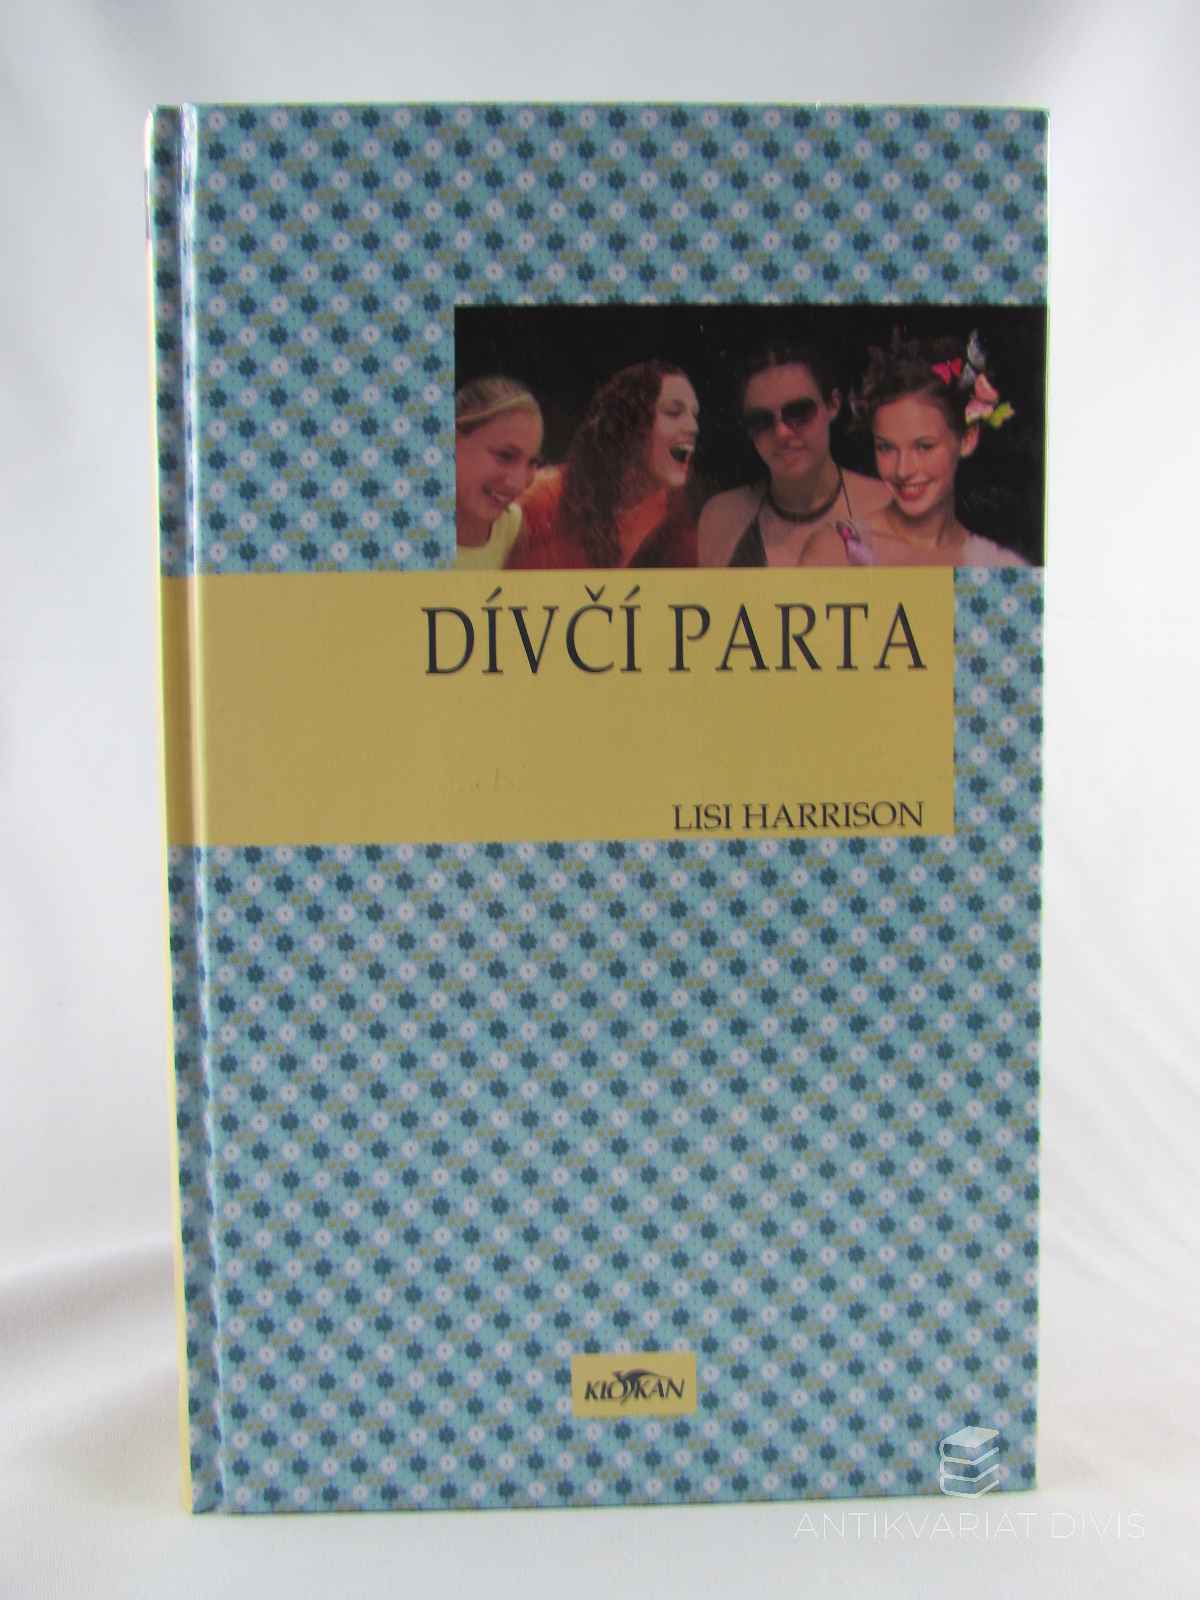 DÍVČÍ PARTA
LISI HARRISON
KLOKAN
ANTIKVARIAT DIVIS